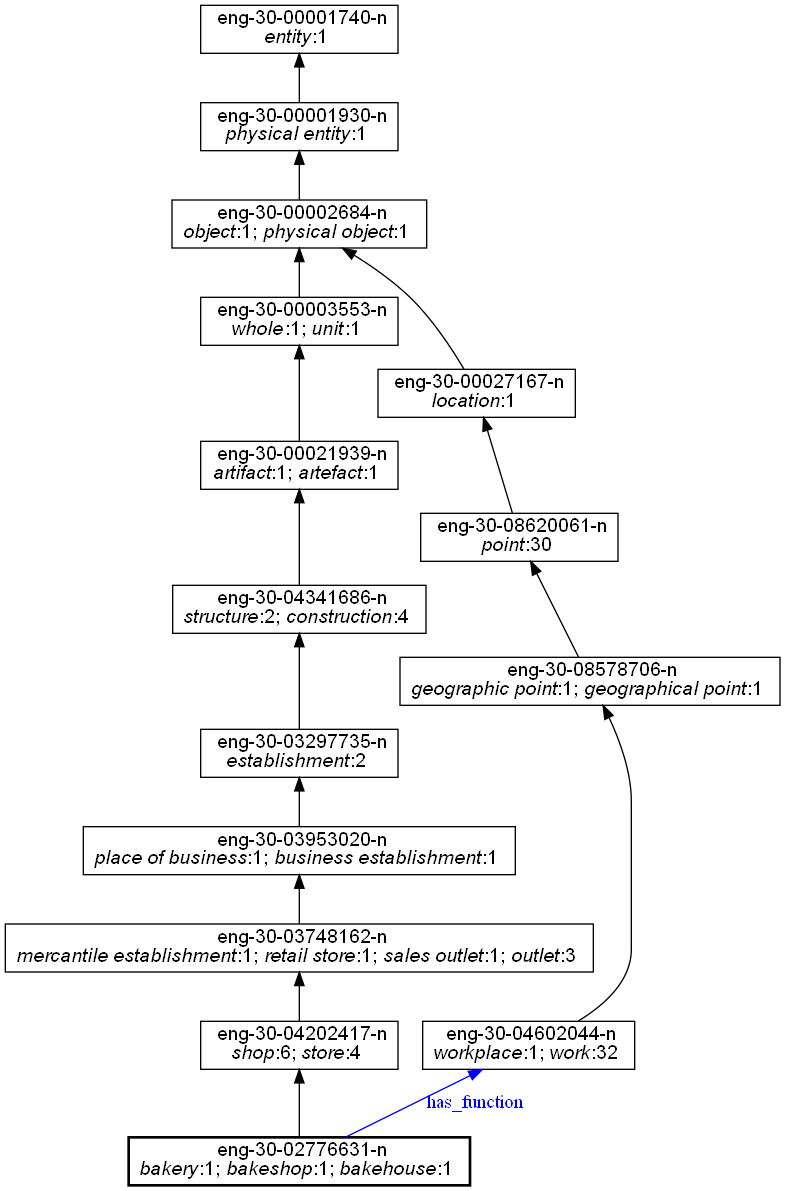 eng-30-00001740-n
entity:1
eng-30-00001930-n
physical entity:1
eng-30-00002684-n
object:1; physical object:1
eng-30-00003553-n
whole:1; unit:1
eng-30-00027167-n
location:1
eng-30-00021939-n
artifact:1; artefact:1
eng-30-08620061-n
point:30
eng-30-04341686-n
structure:2; construction:4
eng-30-08578706-n
geographic point:1; geographical point:1
eng-30-03297735-n
establishment:2
eng-30-03953020-n
place of business:1; business establishment:1
eng-30-03748162-n
mercantile establishment:1; retail store:1; sales outlet:1; outlet:3
eng-30-04202417-n
shop:6; store:4
eng-30-04602044-n
workplace:1; work:32
has_function
eng-30-02776631-n
bakery:1; bakeshop:1; bakehouse:1